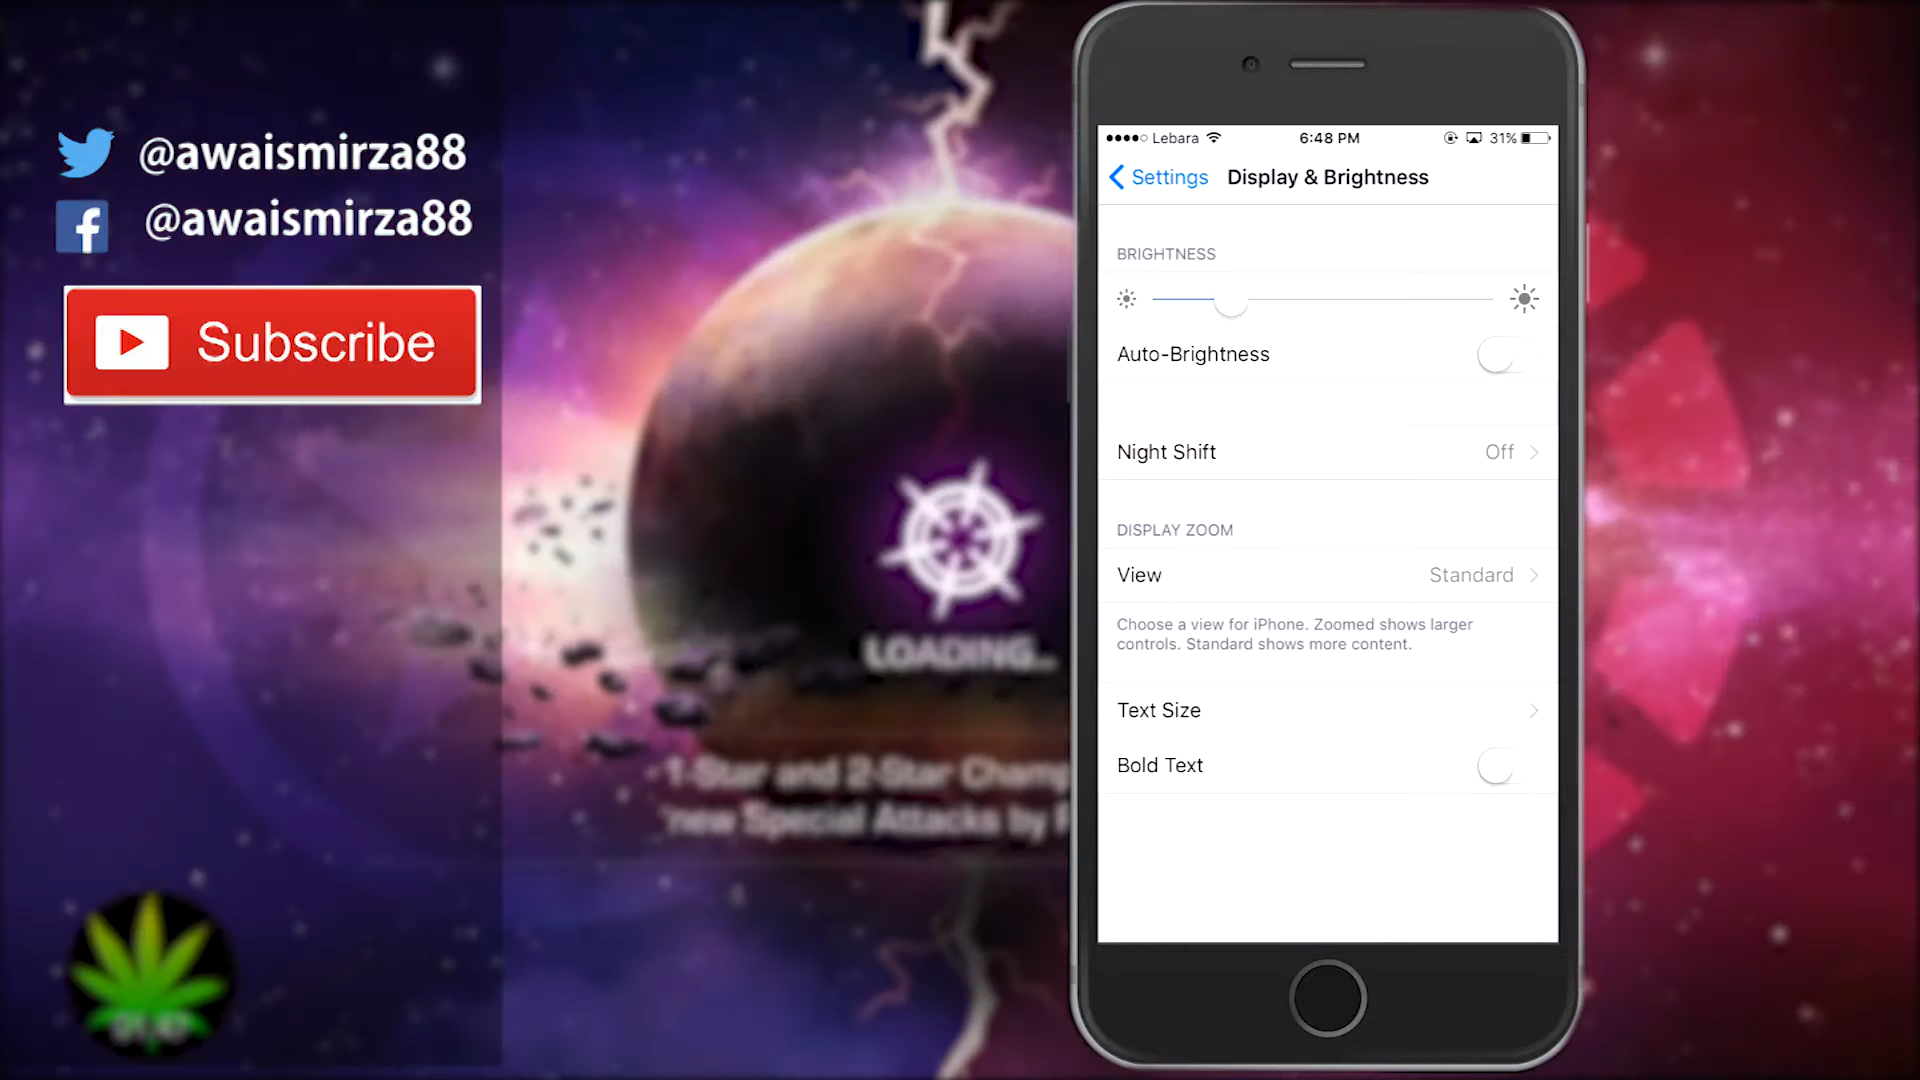 @awaismirza88
@awaismirza88
Subscribe
LOADING..
1-Star and 2-Star Champ
new Special Attacks by
Lebara 6:48 PM 31%
Settings Display & Brightness
BRIGHTNESS
Auto-Brightness
Night Shift Off
DISPLAY ZOOM
View Standard
Choose a view for iPhone. Zoomed shows larger
controls. Standard shows more content.
Text Size
Bold Text